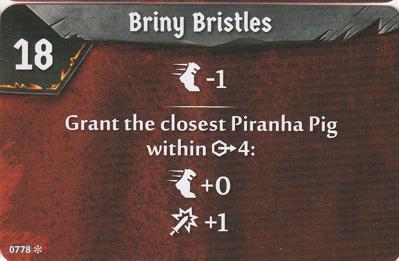 Briny Bristles
18
-1
Grant the closest Piranha Pig
within 4:
+0
+1
0778